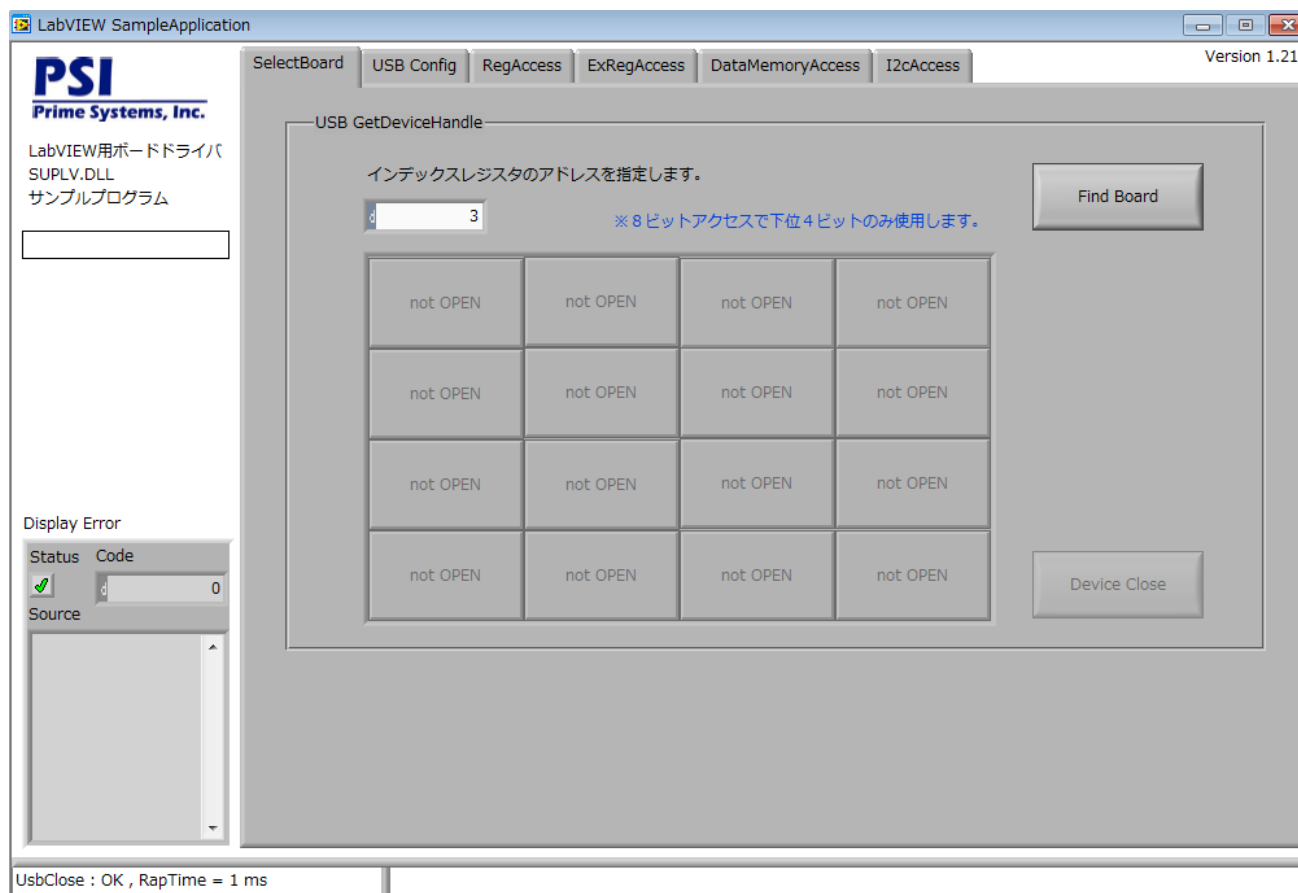 LabVIEW SampleApplication
PSI
Prime Systems, Inc.
LabVIEW用ボードドライバ
SUPLV.DLL
サンプルプログラム
SelectBoard
USB Config
RegAccess
ExRegAccess
DataMemoryAccess
I2cAccess
Version 1.21
USB GetDeviceHandle
インデックスレジスタのアドレスを指定します。
d 3
※8ビットアクセスで下位4ビットのみ使用します。
Find Board
not OPEN not OPEN not OPEN not OPEN
not OPEN not OPEN not OPEN not OPEN
not OPEN not OPEN not OPEN not OPEN
not OPEN not OPEN not OPEN not OPEN
Device Close
Display Error
Status Code
d 0
Source
UsbClose : OK , RapTime = 1 ms